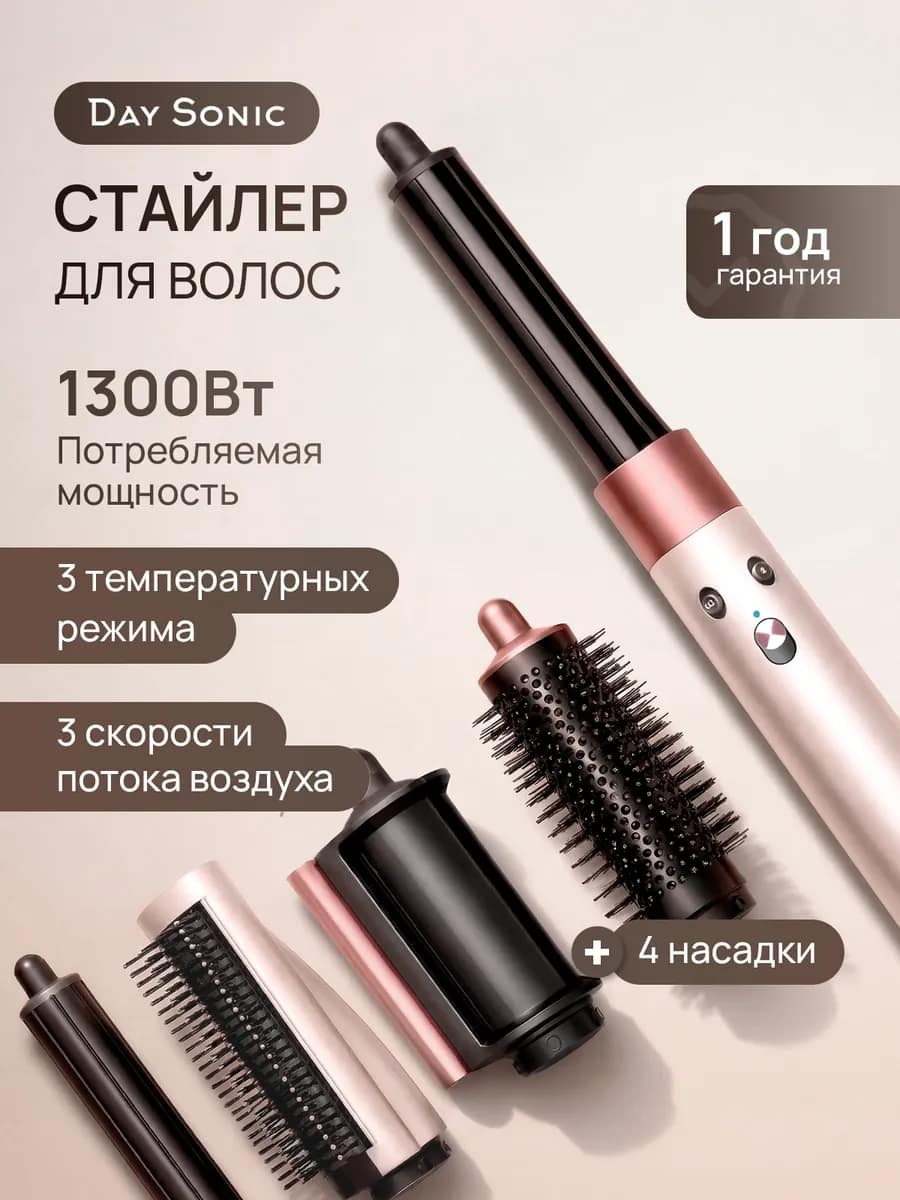 DAY SONIC
СТАЙЛЕР
ДЛЯ ВОЛОС
1 год
гарантия
1300Вт
Потребляемая
мощность
3 температурных
режима
3 скорости
потока воздуха
+ 4 насадки